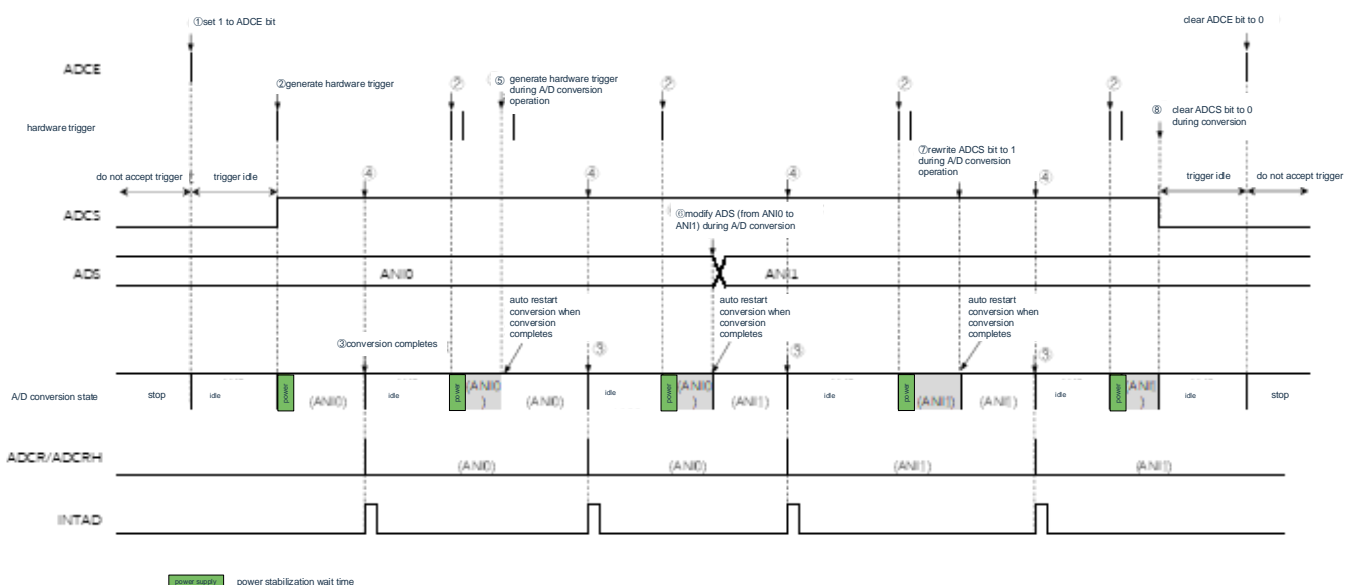 ①set 1 to ADCE bit
clear ADCE bit to 0
ADCE
②generate hardware trigger
②
⑤ generate hardware trigger
during A/D conversion
operation
②
②
②
⑧ clear ADCS bit to 0
during conversion
hardware trigger
⑦rewrite ADCS bit to 1
during A/D conversion
operation
do not accept trigger
trigger idle
④
④
④
④
trigger idle
do not accept trigger
ADCS
⑥modify ADS (from ANI0 to
ANI1) during A/D conversion
ADS
ANI0
ANI1
auto restart
conversion when
conversion
completes
auto restart
conversion when
conversion
completes
auto restart
conversion when
conversion
completes
③conversion completes
③
③
③
A/D conversion state
stop
idle
power
(ANI0)
idle
power
(ANI0
)
(ANI0)
idle
power
(ANI0
)
(ANI1)
idle
power
(ANI1)
(ANI1)
idle
power
(ANI1
)
idle
stop
ADCR/ADCRH
(ANI0)
(ANI0)
(ANI1)
(ANI1)
INTAD
power supply
power stabilization wait time